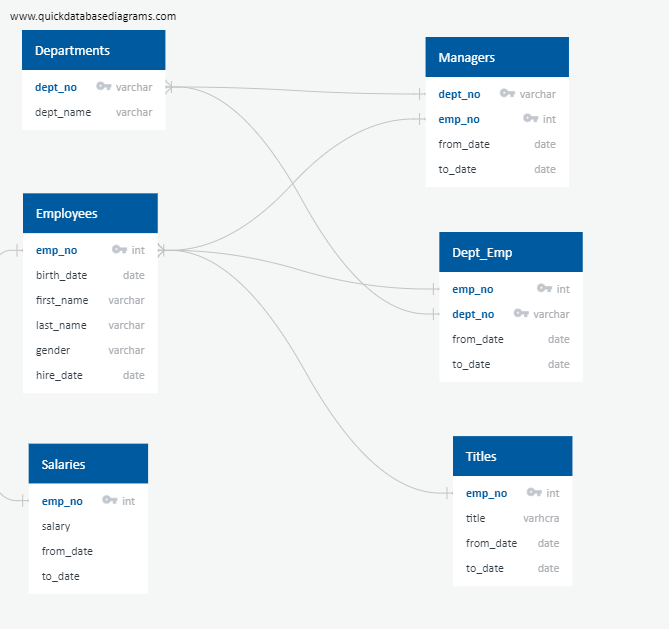 www.quickdatabasediagrams.com
Departments
dept_no varchar
dept_name varchar
Managers
dept_no varchar
emp_no int
from_date date
to_date date
Employees
emp_no int
birth_date date
first_name varchar
last_name varchar
gender varchar
hire_date date
Dept_Emp
emp_no int
dept_no varchar
from_date date
to_date date
Salaries
emp_no int
salary
from_date
to_date
Titles
emp_no int
title varhcra
from_date date
to_date date